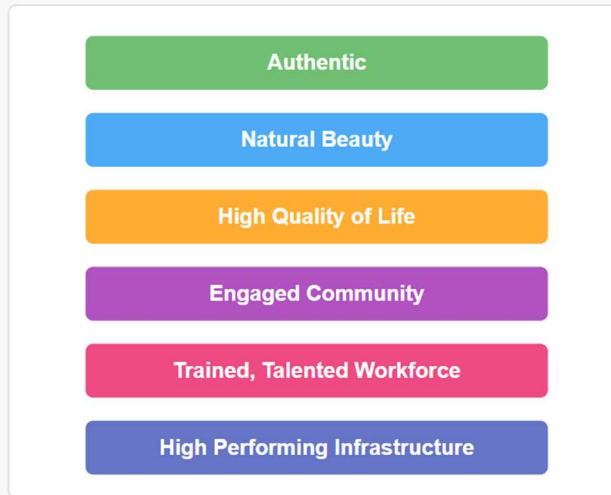 Authentic
Natural Beauty
High Quality of Life
Engaged Community
Trained, Talented Workforce
High Performing Infrastructure